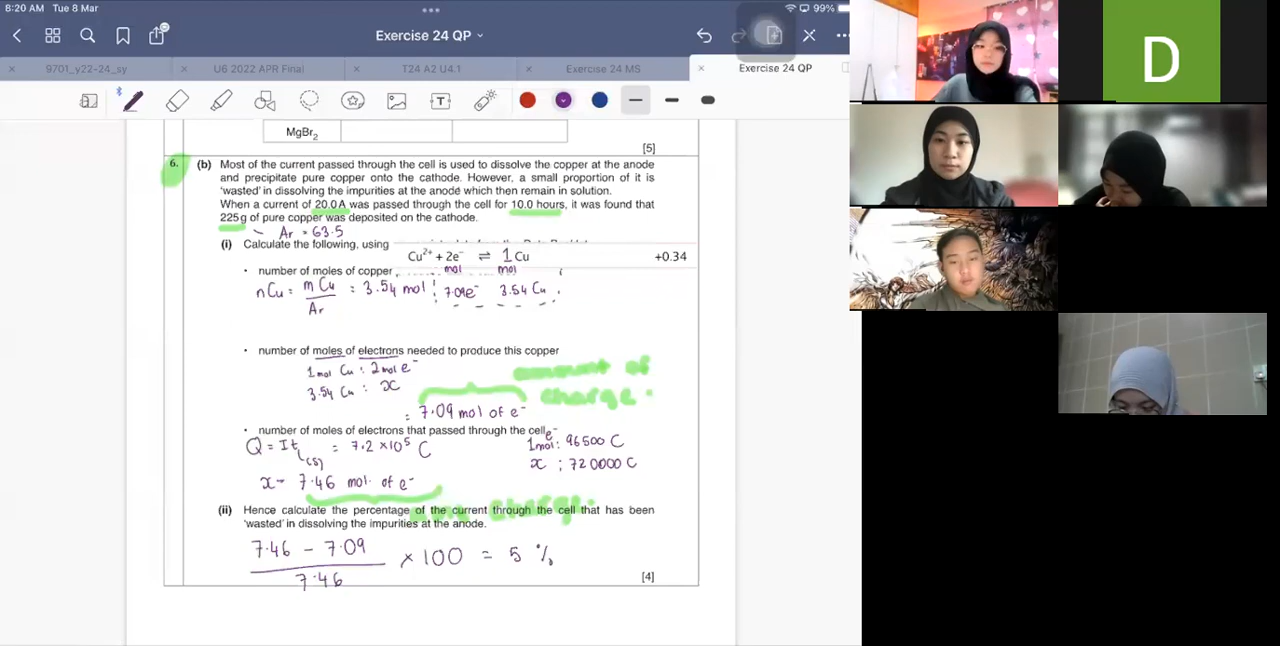 8:20 AM Tue 8 Mar
99%
Exercise 24 QP
9701_y22-24_sy
U6 2022 APR Final
T24 A2 U4.1
Exercise 24 MS
Exercise 24 QP
MgBr2
[5]
6. (b) Most of the current passed through the cell is used to dissolve the copper at the anode
and precipitate pure copper onto the cathode. However, a small proportion of it is
'wasted' in dissolving the impurities at the anode which then remain in solution.
When a current of 20.0A was passed through the cell for 10.0 hours, it was found that
225g of pure copper was deposited on the cathode.
Ar = 63.5
(i) Calculate the following, using
Cu2+ + 2e- ⇌ 1 Cu +0.34
• number of moles of copper
mol mol
nCu = m Cu / Ar = 3.54 mol 7.09e- 3.54 Cu
• number of moles of electrons needed to produce this copper
1 mol Cu : 2 mol e-
3.54 Cu : x
amount of
charge.
= 7.09 mol of e-
• number of moles of electrons that passed through the cell
e-
Q = It = 7.2 × 10^5 C
1mol : 96500 C
(s)
x ; 720000 C
x = 7.46 mol. of e-
charge.
(ii) Hence calculate the percentage of the current through the cell that has been
'wasted' in dissolving the impurities at the anode.
7.46 - 7.09
× 100 = 5 %
7.46
[4]
D